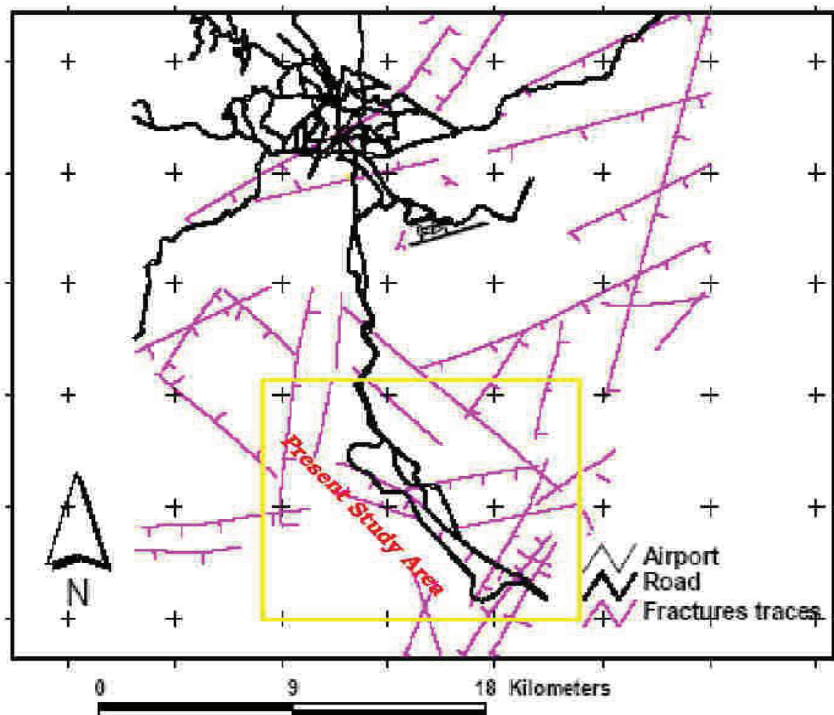 Present Study Area
N
Airport
Road
Fractures traces
0 9 18 Kilometers